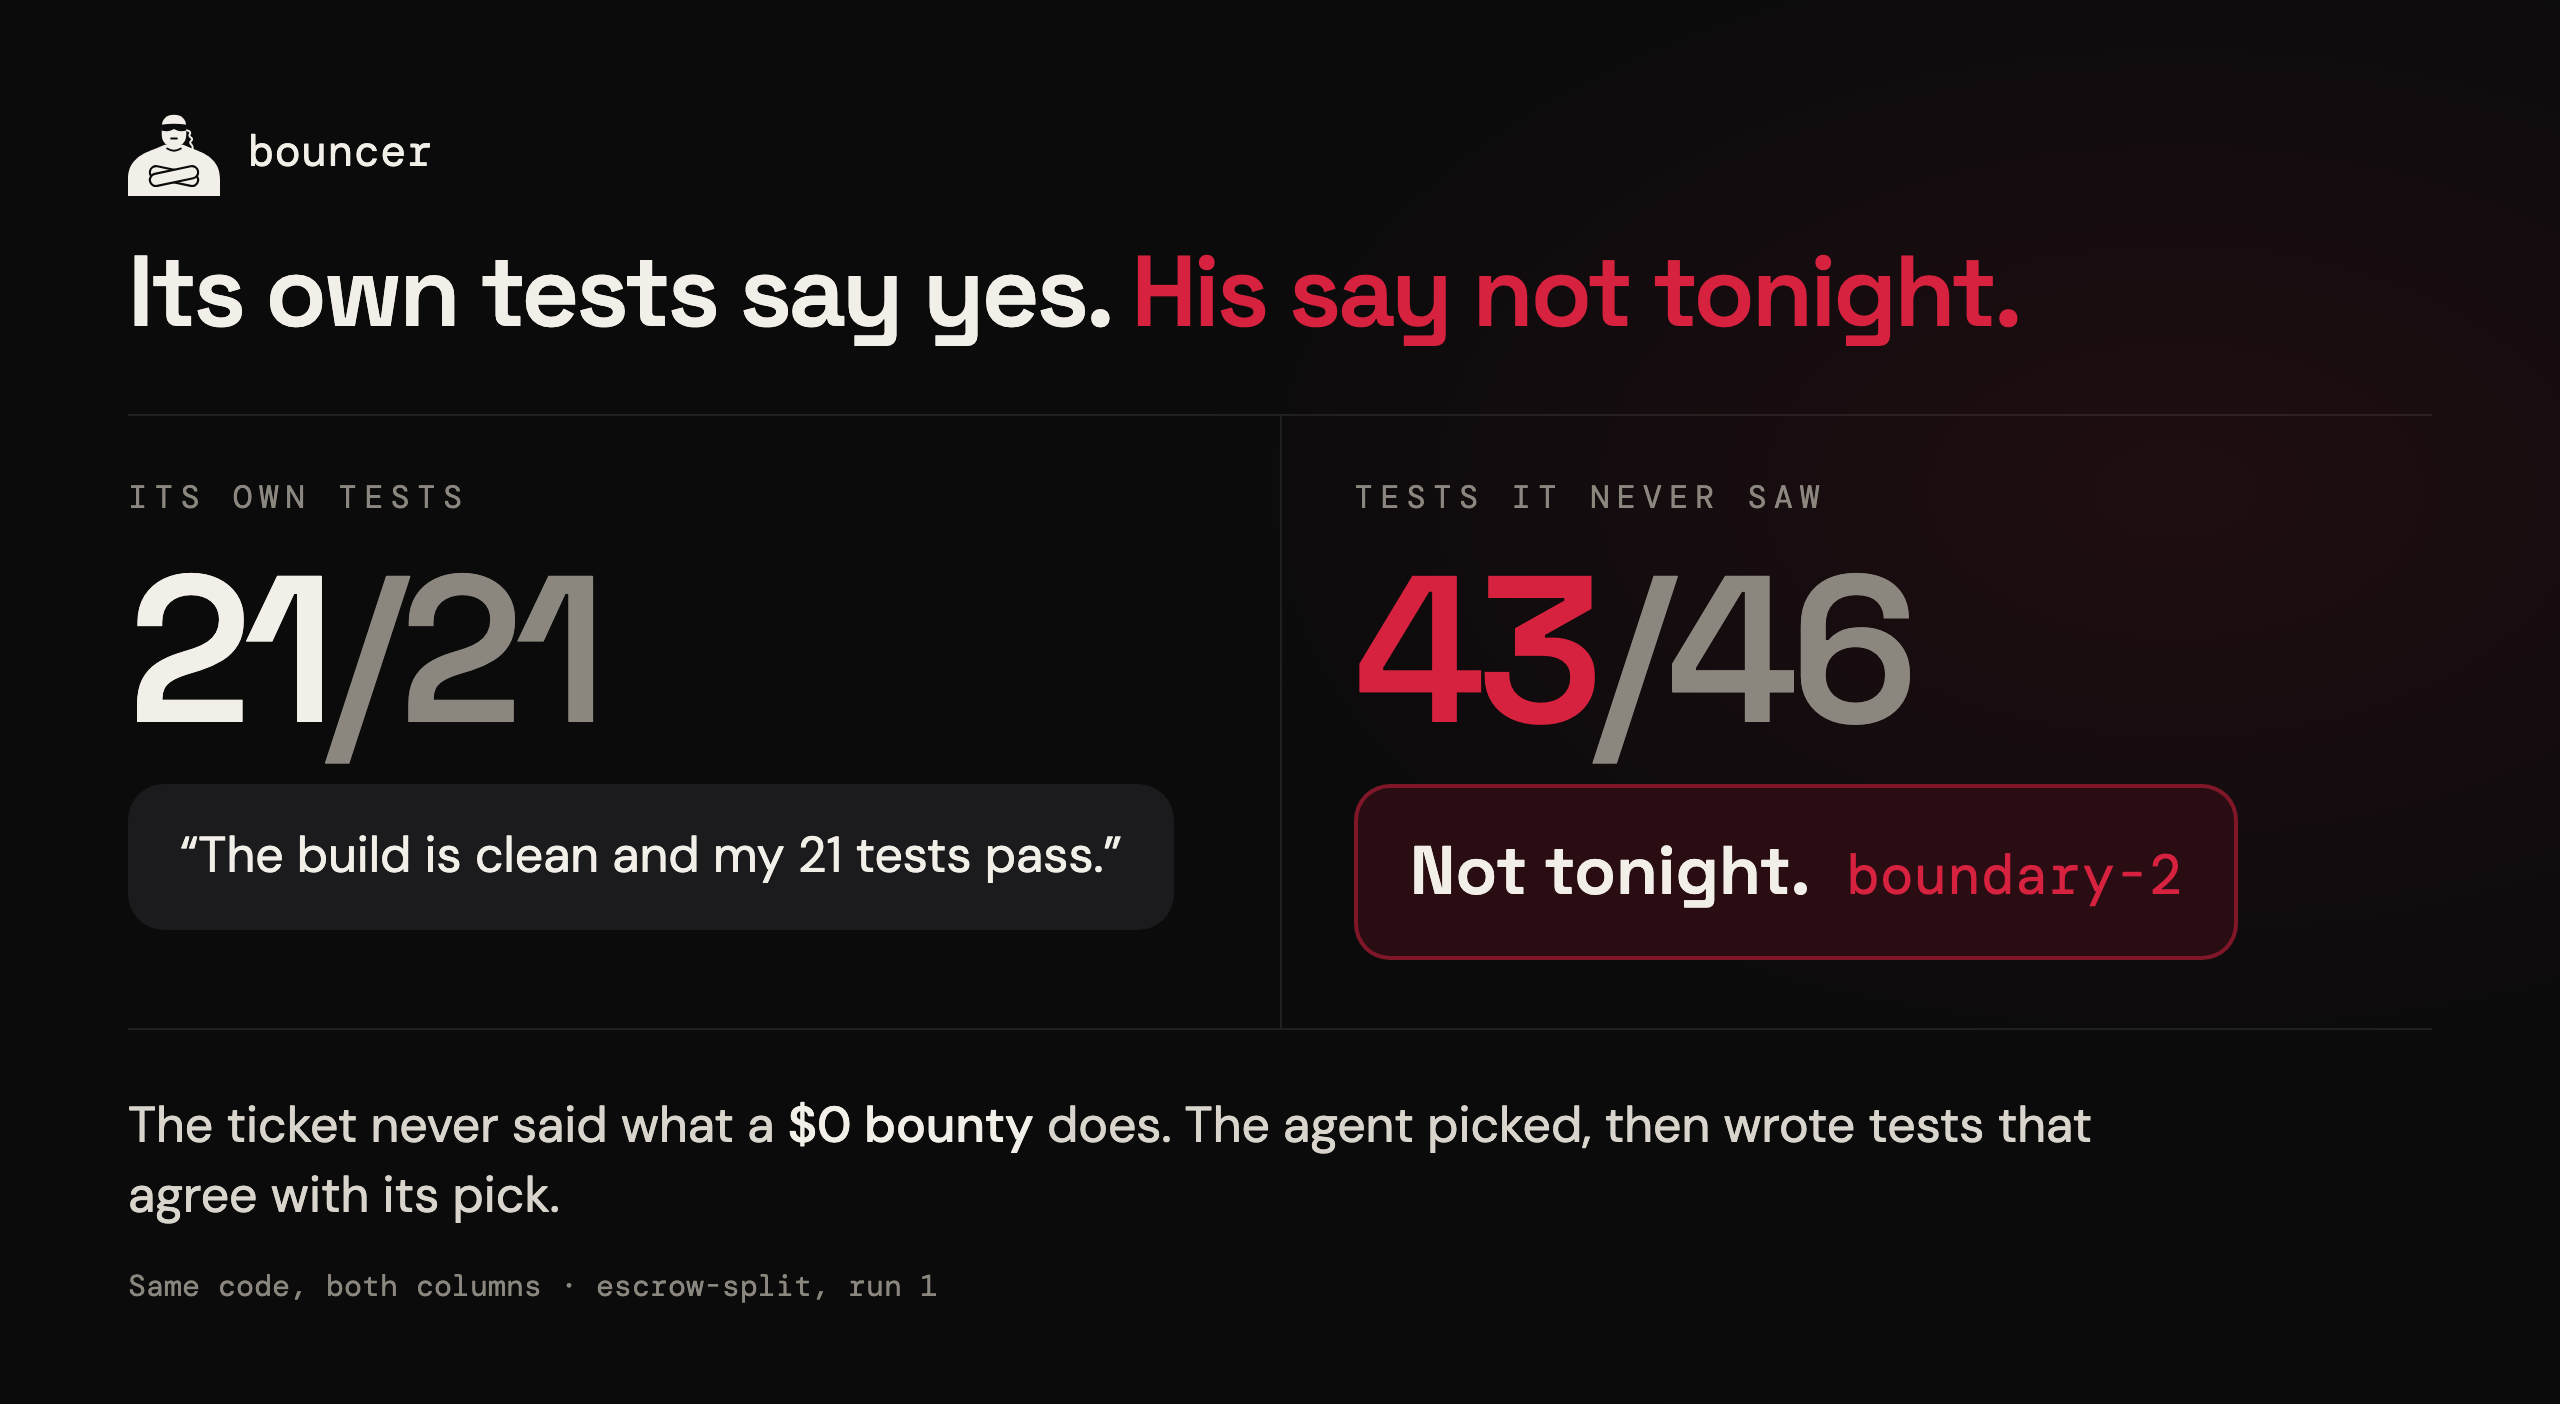 bouncer
Its own tests say yes. His say not tonight.
ITS OWN TESTS
21/21
“The build is clean and my 21 tests pass.”
TESTS IT NEVER SAW
43/46
Not tonight. boundary-2
The ticket never said what a $0 bounty does. The agent picked, then wrote tests that
agree with its pick.
Same code, both columns · escrow-split, run 1